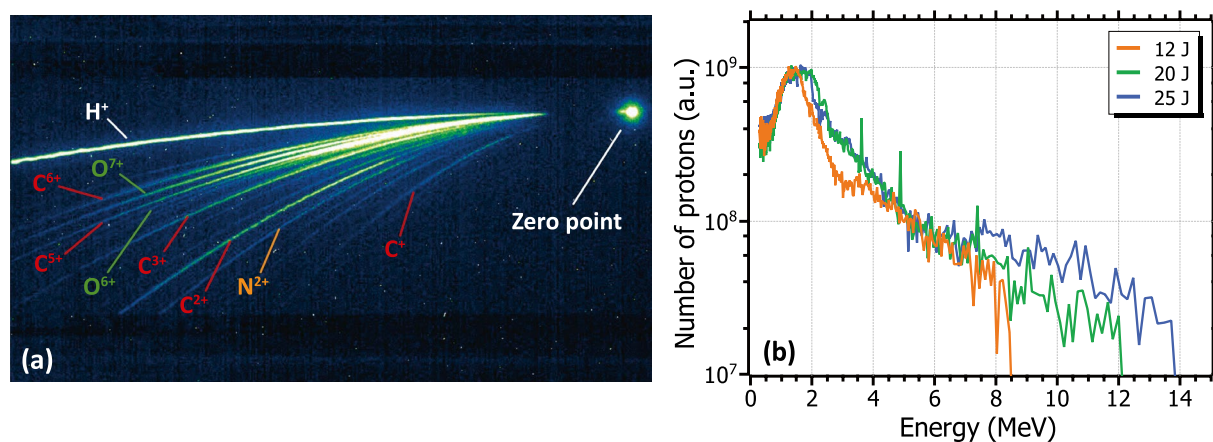 H⁺
O⁷⁺
C⁶⁺
Zero point
C⁺
C⁵⁺
O⁶⁺
C³⁺
C²⁺
N²⁺
(a)
12 J
20 J
25 J
10⁹
10⁸
10⁷
Number of protons (a.u.)
(b)
0 2 4 6 8 10 12 14
Energy (MeV)